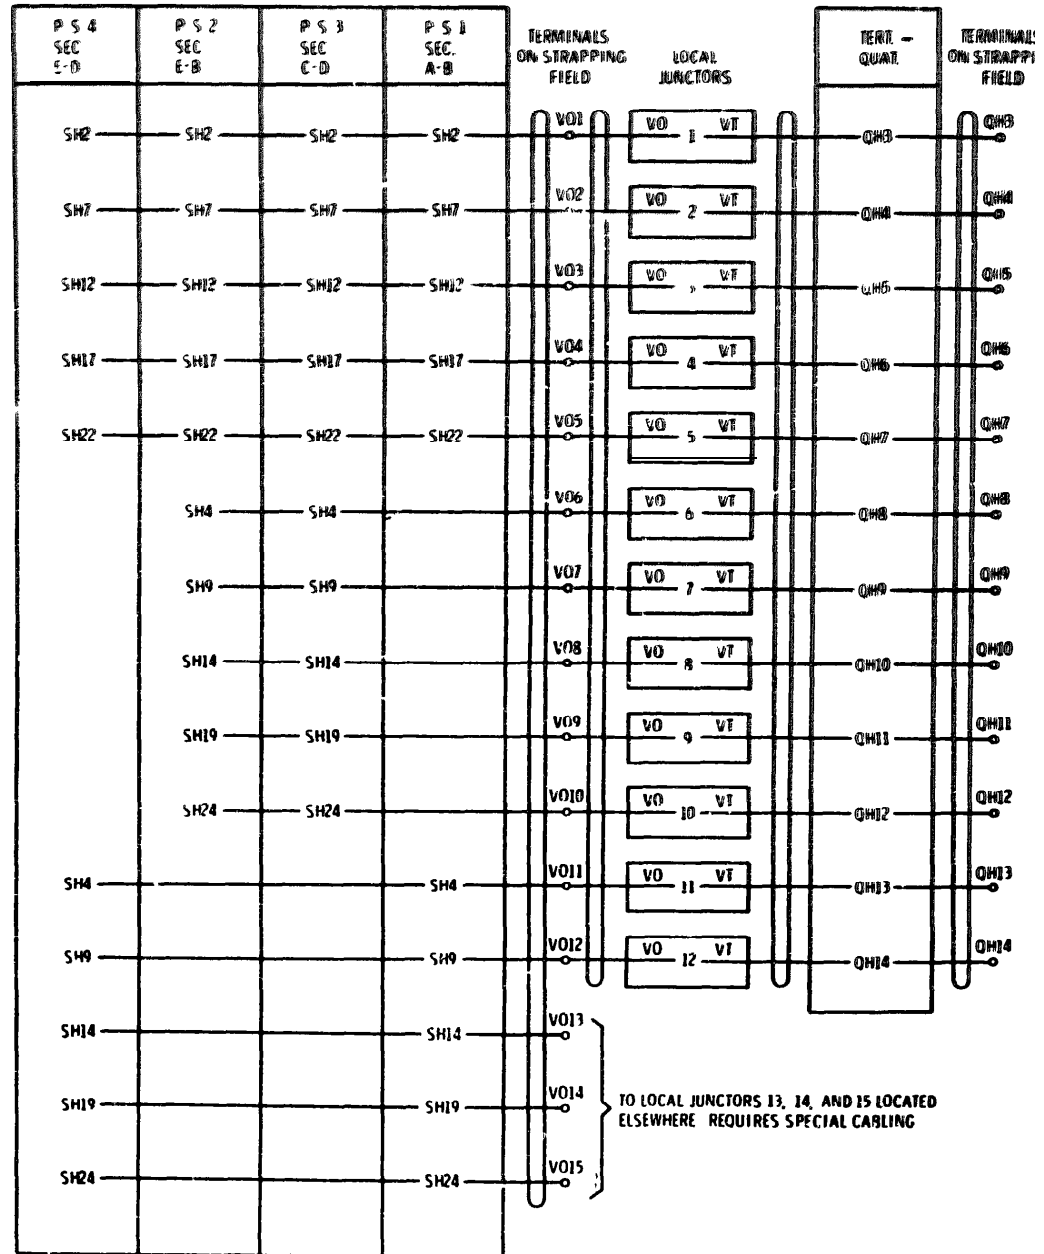 P S 4 P S 2 P S 3 P S 1
SEC SEC SEC SEC.
E-D E-B C-D A-B
TERMINALS
ON STRAPPING
FIELD
LOCAL
JUNCTORS
TERT. -
QUAT.
TERMINALS
ON STRAPPI
FIELD
SH2 SH2 SH2 SH2 VO1 VO 1 VT QH3 QH3
SH7 SH7 SH7 SH7 VO2 VO 2 VT QH4 QH4
SH12 SH12 SH12 SH12 VO3 VO VT QH5 QH5
SH17 SH17 SH17 SH17 VO4 VO 4 VT QH6 QH6
SH22 SH22 SH22 SH22 VO5 VO 5 VT QH7 QH7
SH4 SH4 VO6 VO 6 VT QH8 QH8
SH9 SH9 VO7 VO 7 VT QH9 QH9
SH14 SH14 VO8 VO 8 VT QH10 QH10
SH19 SH19 VO9 VO 9 VT QH11 QH11
SH24 SH24 VO10 VO 10 VT QH12 QH12
SH4 SH4 VO11 VO 11 VT QH13 QH13
SH9 SH9 VO12 VO 12 VT QH14 QH14
SH14 SH14 VO13
SH19 SH19 VO14
SH24 SH24 VO15
TO LOCAL JUNCTORS 13, 14, AND 15 LOCATED
ELSEWHERE REQUIRES SPECIAL CABLING